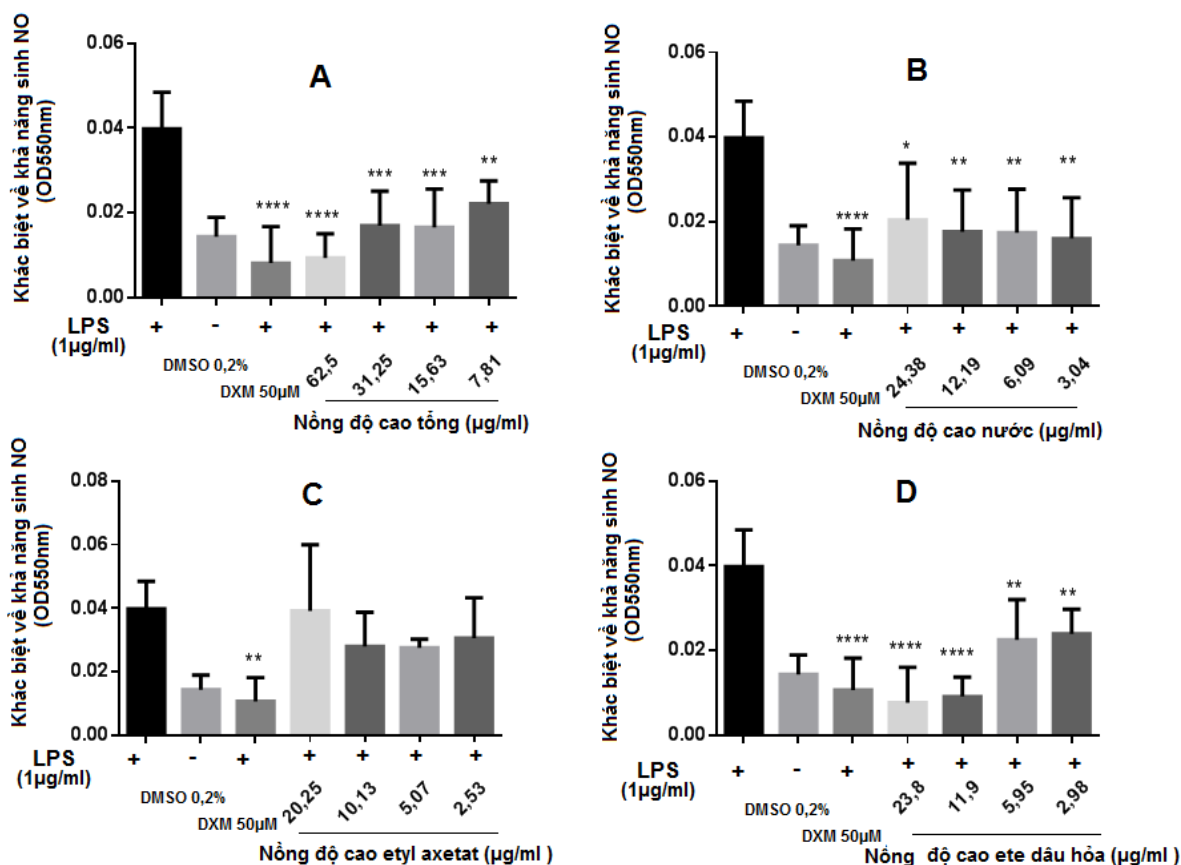 Khác biệt về khả năng sinh NO
(OD550nm)
0.06
0.04
0.02
0.00
A
****
****
***
***
**
LPS
(1µg/ml)
+ - + + + + +
DMSO 0,2%
DXM 50µM
62,5
31,25
15,63
7,81
Nồng độ cao tổng (µg/ml)
Khác biệt về khả năng sinh NO
(OD550nm)
0.06
0.04
0.02
0.00
B
****
*
**
**
**
LPS
(1µg/ml)
+ - + + + + +
DMSO 0,2%
DXM 50µM
24,38
12,19
6,09
3,04
Nồng độ cao nước (µg/ml)
Khác biệt về khả năng sinh NO
(OD550nm)
0.08
0.06
0.04
0.02
0.00
C
**
LPS
(1µg/ml)
+ - + + + + +
DMSO 0,2%
DXM 50µM
20,25
10,13
5,07
2,53
Nồng độ cao etyl axetat (µg/ml )
Khác biệt về khả năng sinh NO
(OD550nm)
0.06
0.04
0.02
0.00
D
****
****
****
**
**
LPS
(1µg/ml)
+ - + + + + +
DMSO 0,2%
DXM 50µM
23,8
11,9
5,95
2,98
Nồng độ cao ete dầu hỏa (µg/ml )